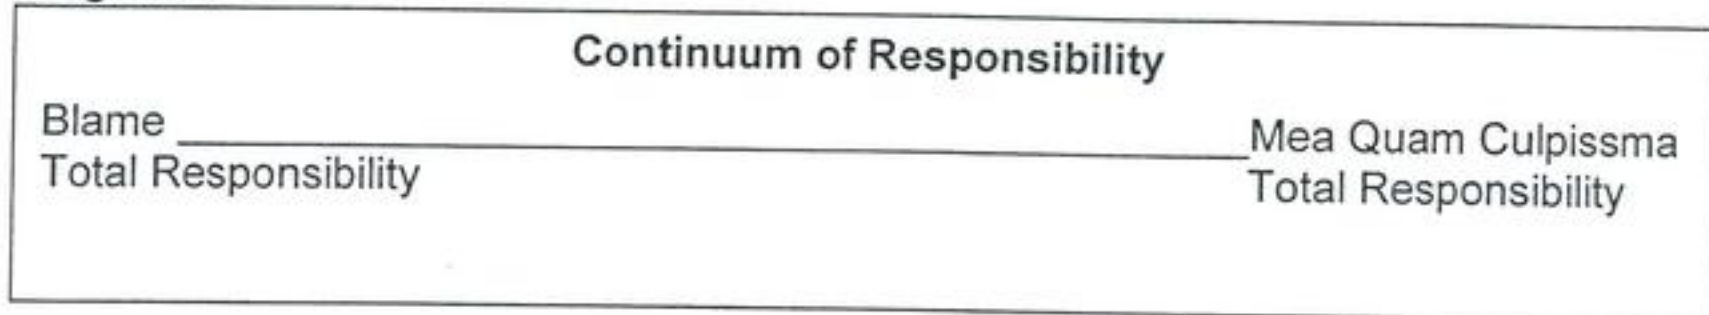 Continuum of Responsibility
Blame Mea Quam Culpissma
Total Responsibility Total Responsibility